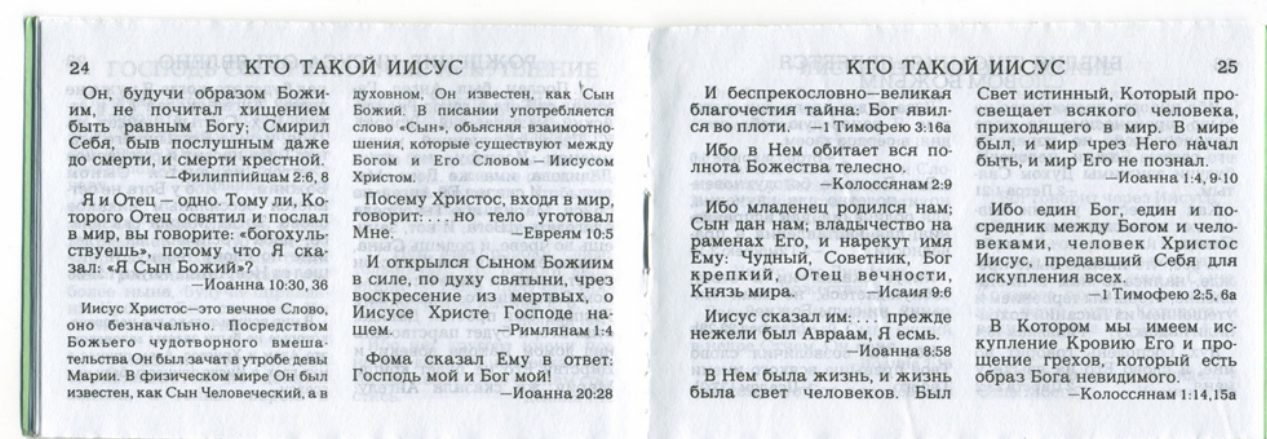 24 КТО ТАКОЙ ИИСУС
Он, будучи образом Божи-
им, не почитал хищением
быть равным Богу; Смирил
Себя, быв послушным даже
до смерти, и смерти крестной.
—Филиппийцам 2:6, 8
Я и Отец — одно. Тому ли, Ко-
торого Отец освятил и послал
в мир, вы говорите: «богохуль-
ствуешь», потому что Я ска-
зал: «Я Сын Божий»?
—Иоанна 10:30, 36
Иисус Христос—это вечное Слово,
оно безначально. Посредством
Божьего чудотворного вмеша-
тельства Он был зачат в утробе девы
Марии. В физическом мире Он был
известен, как Сын Человеческий, а в
духовном, Он известен, как Сын
Божий. В писании употребляется
слово «Сын», объясняя взаимоотно-
шения, которые существуют между
Богом и Его Словом — Иисусом
Христом.
Посему Христос, входя в мир,
говорит:... но тело уготовал
Мне. —Евреям 10:5
И открылся Сыном Божиим
в силе, по духу святыни, чрез
воскресение из мертвых, о
Иисусе Христе Господе на-
шем. —Римлянам 1:4
Фома сказал Ему в ответ:
Господь мой и Бог мой!
—Иоанна 20:28
КТО ТАКОЙ ИИСУС 25
И беспрекословно—великая
благочестия тайна: Бог явил-
ся во плоти. —1 Тимофею 3:16а
Ибо в Нем обитает вся по-
лнота Божества телесно.
—Колоссянам 2:9
Ибо младенец родился нам;
Сын дан нам; владычество на
раменах Его, и нарекут имя
Ему: Чудный, Советник, Бог
крепкий, Отец вечности,
Князь мира. —Исаия 9:6
Иисус сказал им:... прежде
нежели был Авраам, Я есмь.
—Иоанна 8:58
В Нем была жизнь, и жизнь
была свет человеков. Был
Свет истинный, Который про-
свещает всякого человека,
приходящего в мир. В мире
был, и мир чрез Него начал
быть, и мир Его не познал.
—Иоанна 1:4, 9-10
Ибо един Бог, един и по-
средник между Богом и чело-
веками, человек Христос
Иисус, предавший Себя для
искупления всех.
—1 Тимофею 2:5, 6а
В Котором мы имеем ис-
купление Кровию Его и про-
щение грехов, который есть
образ Бога невидимого.
—Колоссянам 1:14,15а